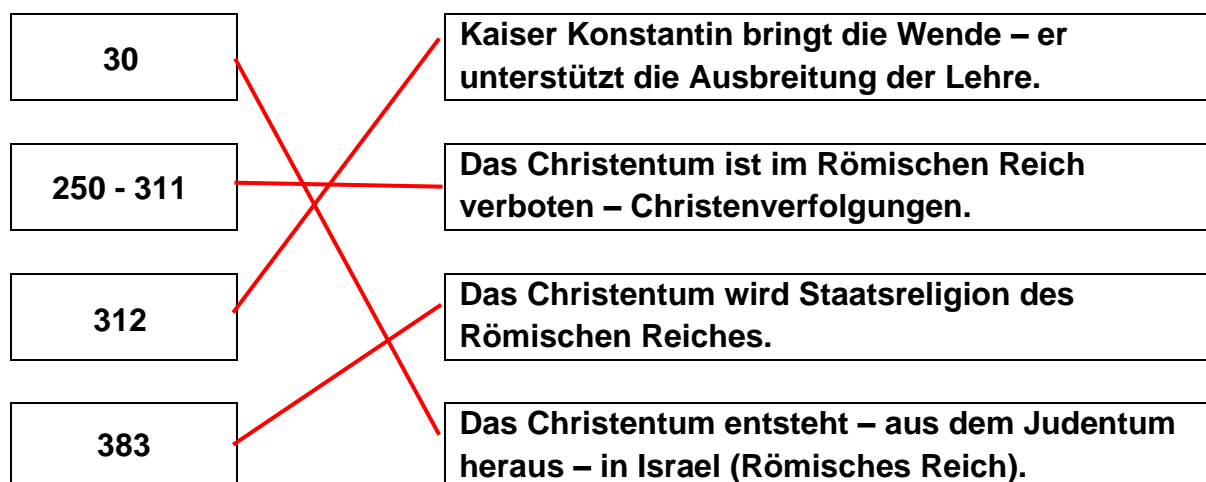 30
Kaiser Konstantin bringt die Wende – er
unterstützt die Ausbreitung der Lehre.
250 - 311
Das Christentum ist im Römischen Reich
verboten – Christenverfolgungen.
312
Das Christentum wird Staatsreligion des
Römischen Reiches.
383
Das Christentum entsteht – aus dem Judentum
heraus – in Israel (Römisches Reich).